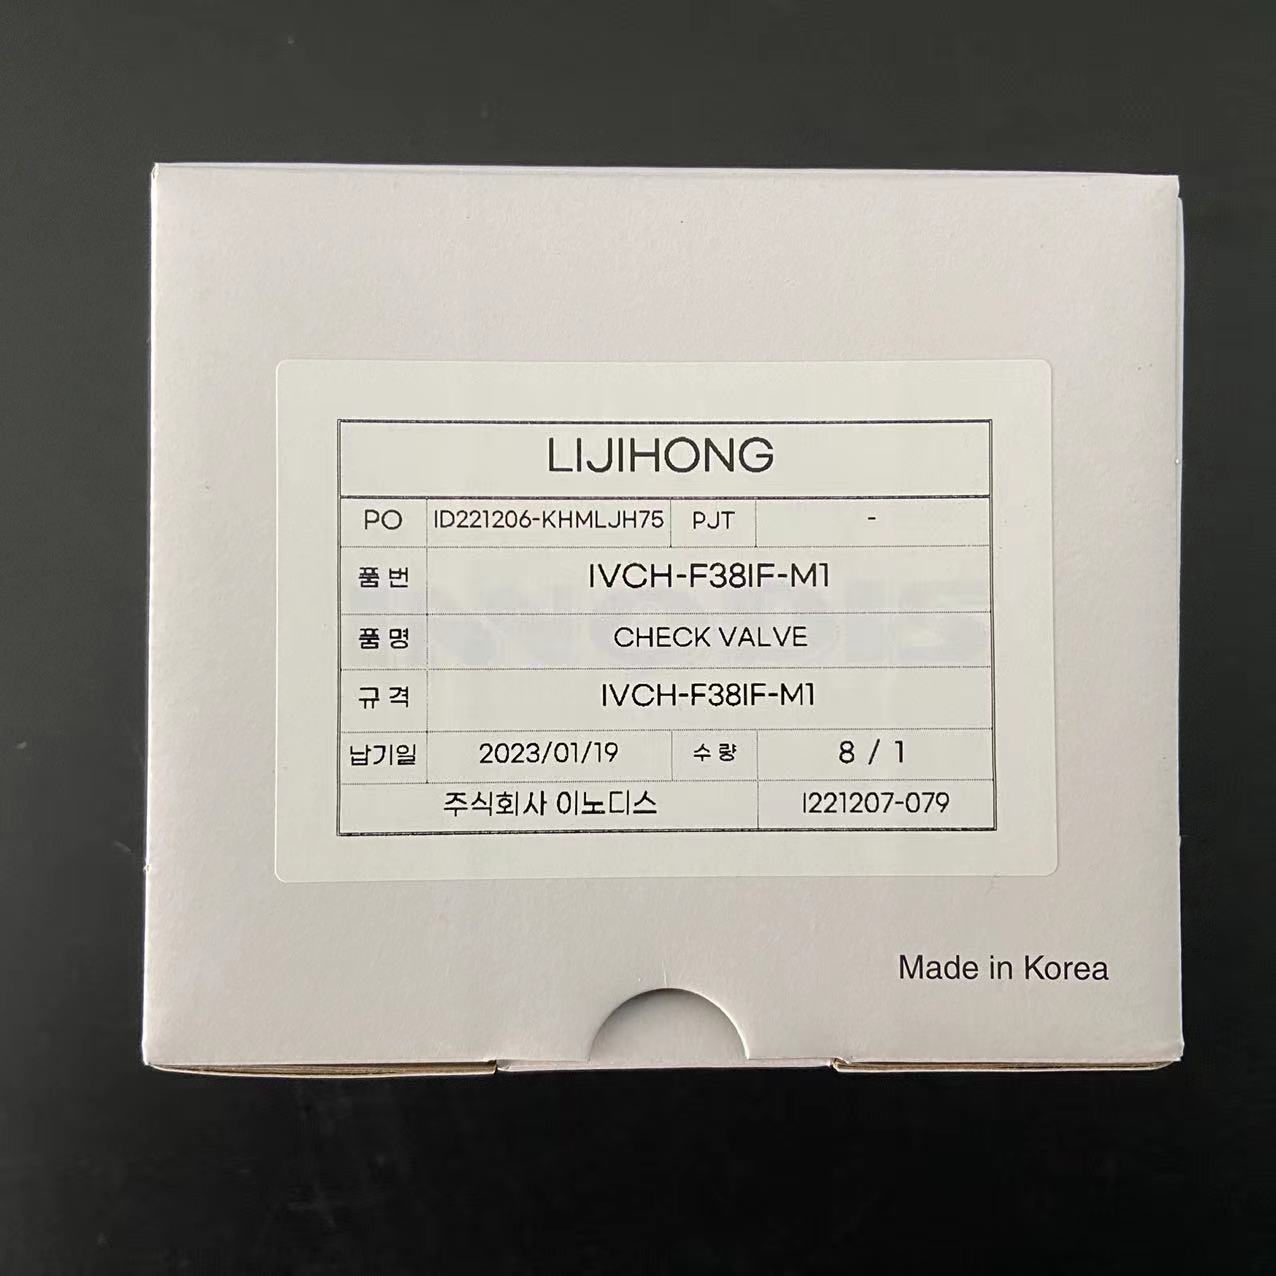 LIJIHONG
PO ID221206-KHMLJH75 PJT -
품 번 IVCH-F38IF-M1
품 명 CHECK VALVE
규 격 IVCH-F38IF-M1
납기일 2023/01/19 수 량 8 / 1
주식회사 이노디스 I221207-079
Made in Korea